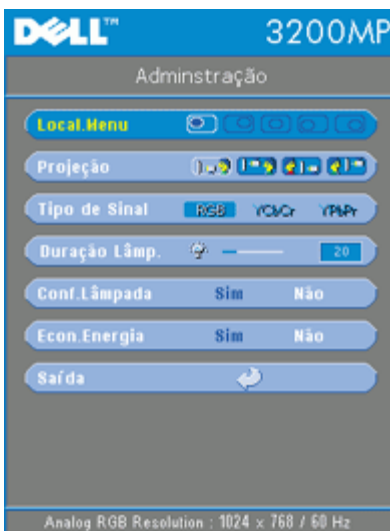 DELL™ 3200MP
Adminstração
Local.Menu
Projeção
Tipo de Sinal RGB YCbCr YPbPr
Duração Lâmp. 20
Conf.Lâmpada Sim Não
Econ.Energia Sim Não
Saída
Analog RGB Resolution : 1024 x 768 / 60 Hz